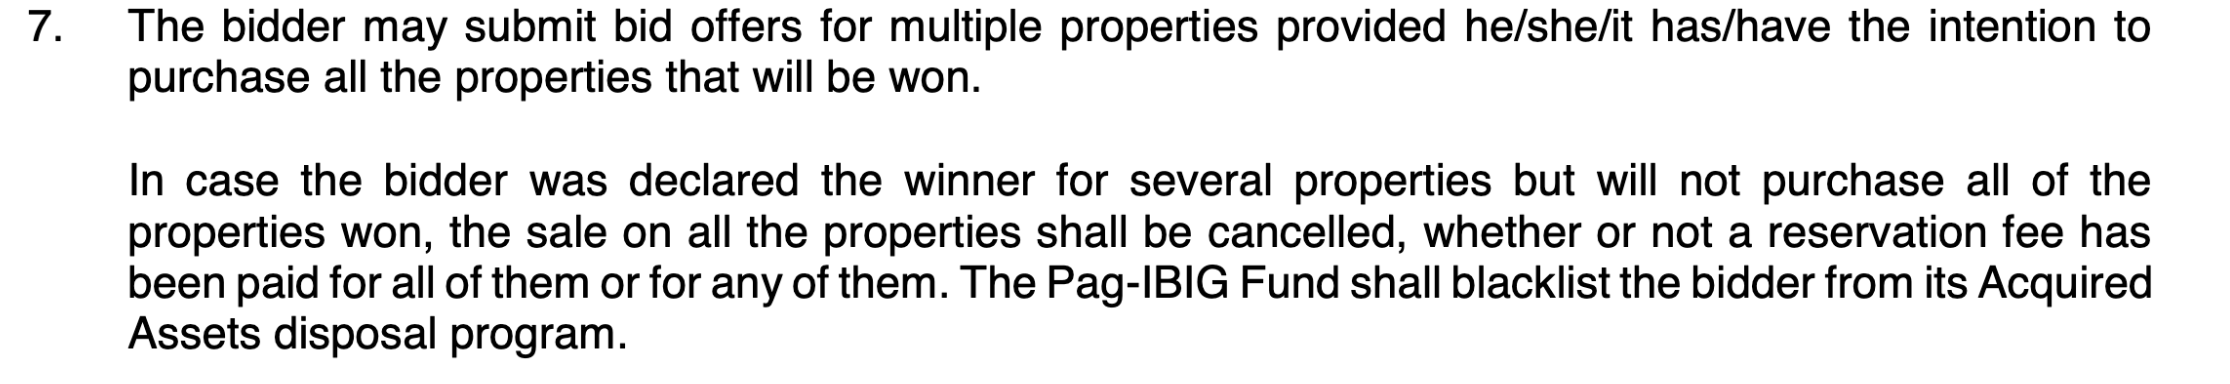 7. The bidder may submit bid offers for multiple properties provided he/she/it has/have the intention to
purchase all the properties that will be won.
In case the bidder was declared the winner for several properties but will not purchase all of the
properties won, the sale on all the properties shall be cancelled, whether or not a reservation fee has
been paid for all of them or for any of them. The Pag-IBIG Fund shall blacklist the bidder from its Acquired
Assets disposal program.